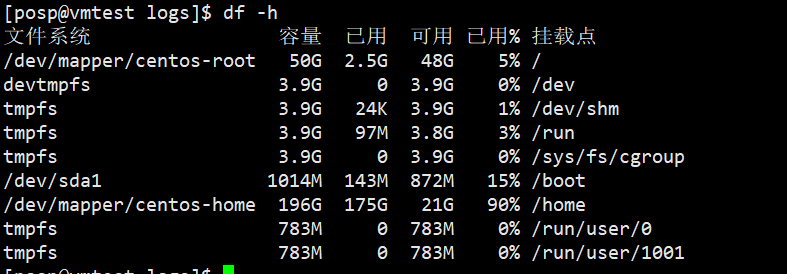 [posp@vmtest logs]$ df -h
文件系统 容量 已用 可用 已用% 挂载点
/dev/mapper/centos-root 50G 2.5G 48G 5% /
devtmpfs 3.9G 0 3.9G 0% /dev
tmpfs 3.9G 24K 3.9G 1% /dev/shm
tmpfs 3.9G 97M 3.8G 3% /run
tmpfs 3.9G 0 3.9G 0% /sys/fs/cgroup
/dev/sda1 1014M 143M 872M 15% /boot
/dev/mapper/centos-home 196G 175G 21G 90% /home
tmpfs 783M 0 783M 0% /run/user/0
tmpfs 783M 0 783M 0% /run/user/1001
[posp@vmtest logs]$